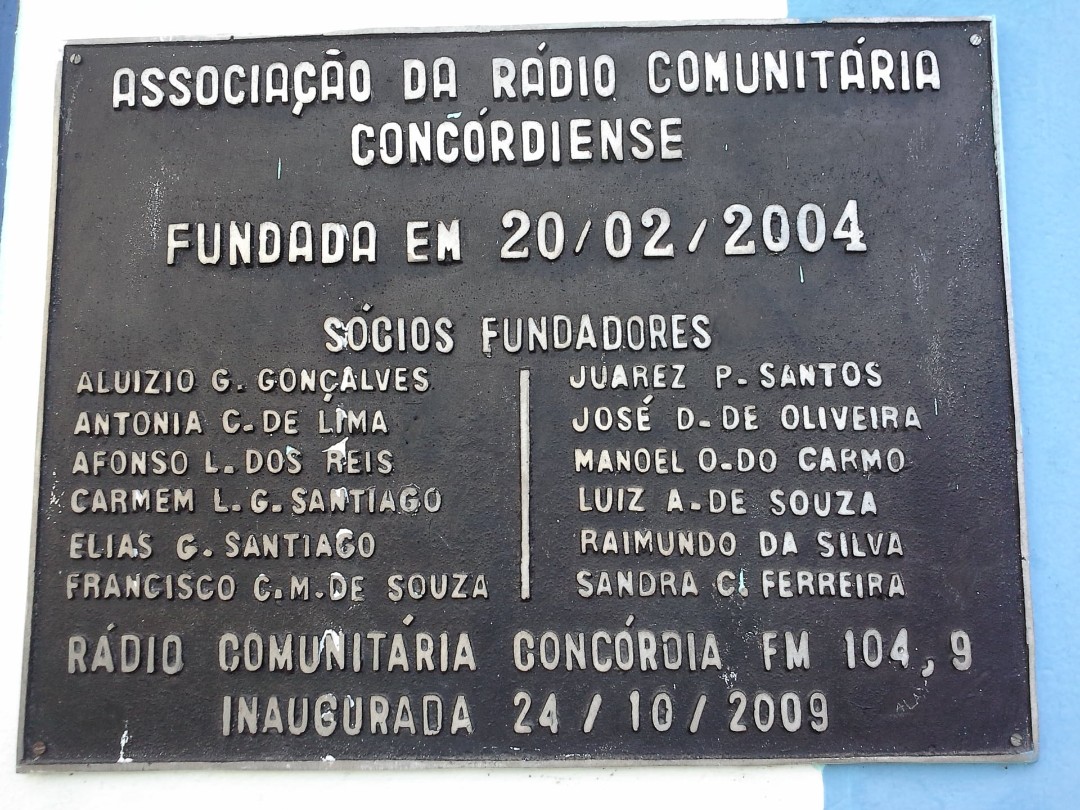 ASSOCIAÇÃO DA RÁDIO COMUNITÁRIA
CONCÓRDIENSE
FUNDADA EM 20/02/2004
SÓCIOS FUNDADORES
ALUIZIO G. GONÇALVES
ANTONIA C. DE LIMA
AFONSO L. DOS REIS
CARMEM L. G. SANTIAGO
ELIAS G. SANTIAGO
FRANCISCO C. M. DE SOUZA
JUAREZ P. SANTOS
JOSÉ D. DE OLIVEIRA
MANOEL O. DO CARMO
LUIZ A. DE SOUZA
RAIMUNDO DA SILVA
SANDRA C. FERREIRA
RÁDIO COMUNITÁRIA CONCÓRDIA FM 104,9
INAUGURADA 24/10/2009